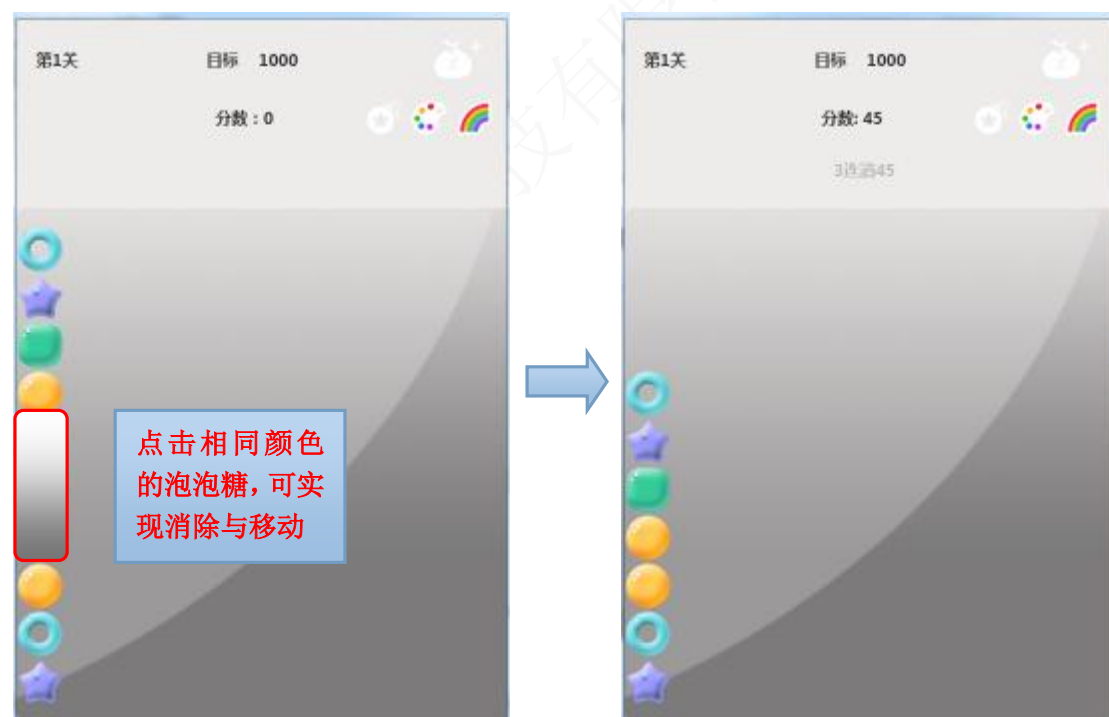 第1关
目标 1000
分数：0
点击相同颜色
的泡泡糖，可实
现消除与移动
第1关
目标 1000
分数: 45
3连消45
技有